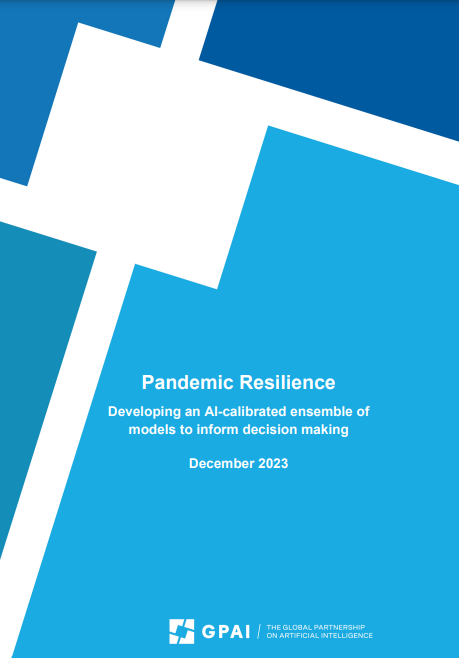 Pandemic Resilience
Developing an AI-calibrated ensemble of
models to inform decision making
December 2023
GPAI
THE GLOBAL PARTNERSHIP
ON ARTIFICIAL INTELLIGENCE